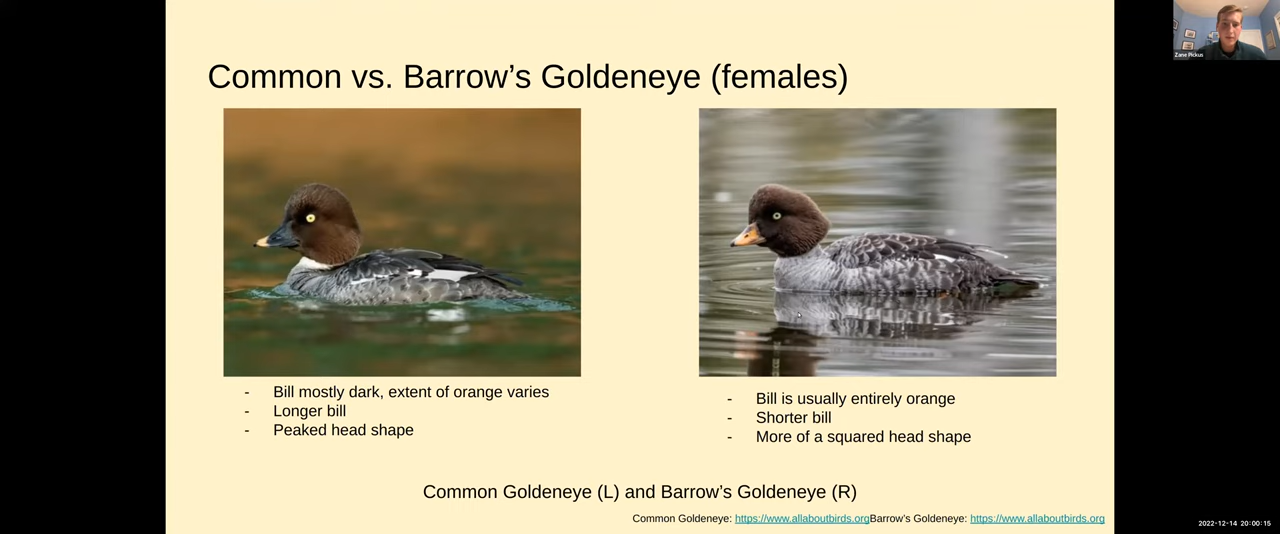 Zane Pickus
Common vs. Barrow's Goldeneye (females)
- Bill mostly dark, extent of orange varies
- Longer bill
- Peaked head shape
- Bill is usually entirely orange
- Shorter bill
- More of a squared head shape
Common Goldeneye (L) and Barrow's Goldeneye (R)
Common Goldeneye: https://www.allaboutbirds.orgBarrow's Goldeneye: https://www.allaboutbirds.org
2022-12-14 20:00:15